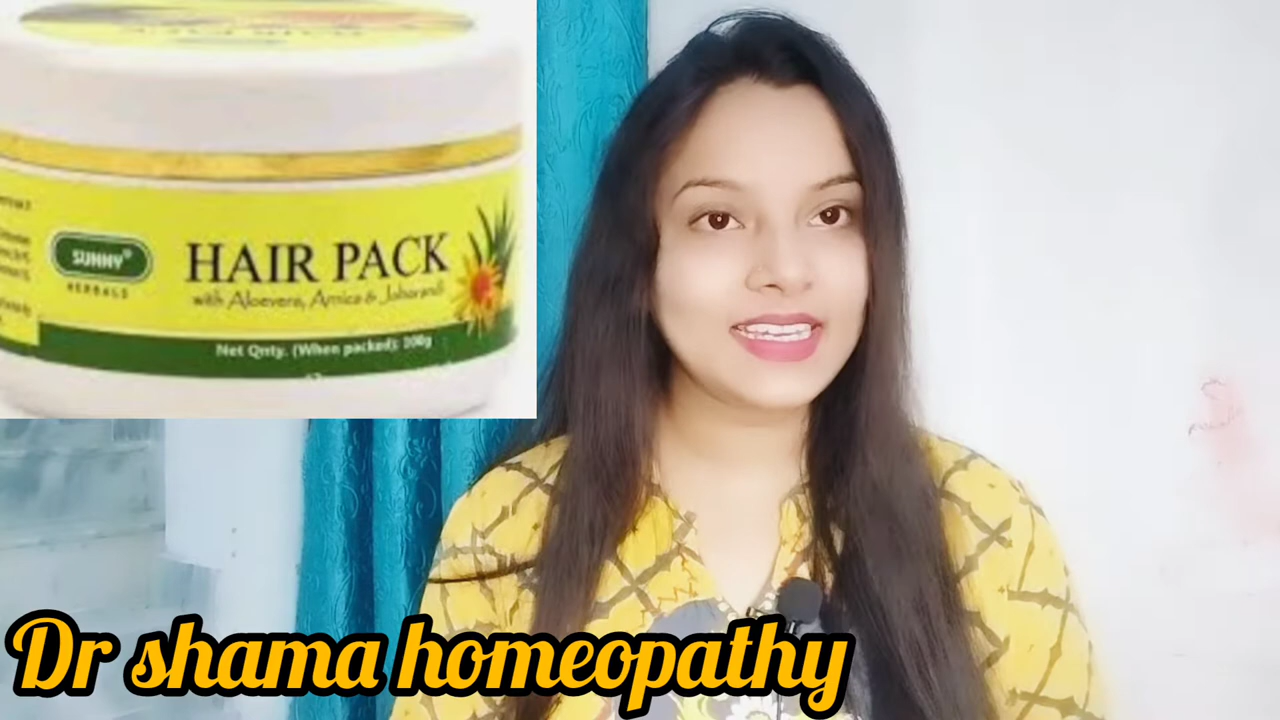 SUNNY®
HERBALS
HAIR PACK
with Aloevera, Arnica & Jaborandi
Net Qnty. (When packed): 100g
Dr shama homeopathy